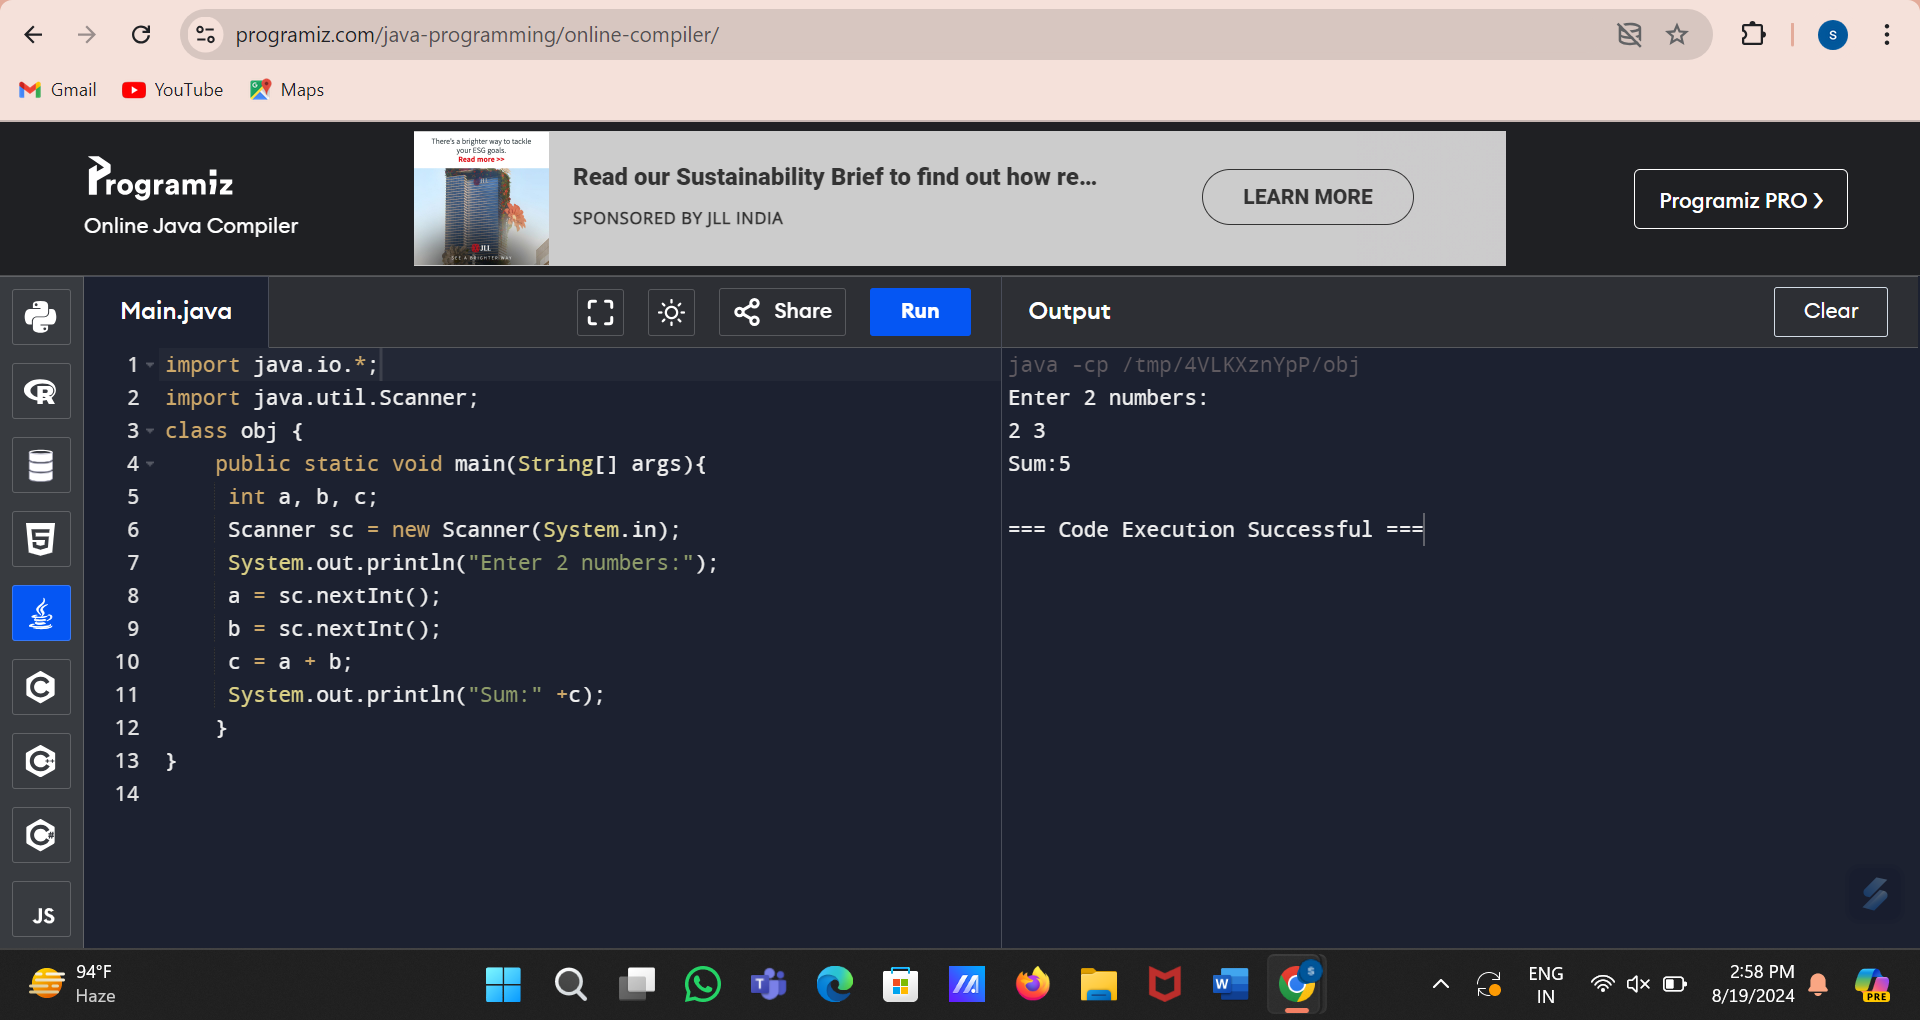 programiz.com/java-programming/online-compiler/
s
Gmail YouTube Maps
Programiz
Online Java Compiler
There's a brighter way to tackle
your ESG goals.
Read more >>
JLL
SEE A BRIGHTER WAY
Read our Sustainability Brief to find out how re...
SPONSORED BY JLL INDIA
LEARN MORE
Programiz PRO ❯
Main.java
Share
Run
Output
Clear
1 import java.io.*;
2 import java.util.Scanner;
3 class obj {
4     public static void main(String[] args){
5      int a, b, c;
6      Scanner sc = new Scanner(System.in);
7      System.out.println("Enter 2 numbers:");
8      a = sc.nextInt();
9      b = sc.nextInt();
10      c = a + b;
11      System.out.println("Sum:" +c);
12     }
13 }
14
java -cp /tmp/4VLKXznYpP/obj
Enter 2 numbers:
2 3
Sum:5
=== Code Execution Successful ===
R
5
C
C++
C#
JS
94°F
Haze
W
S
ENG
IN
2:58 PM
8/19/2024
PRE